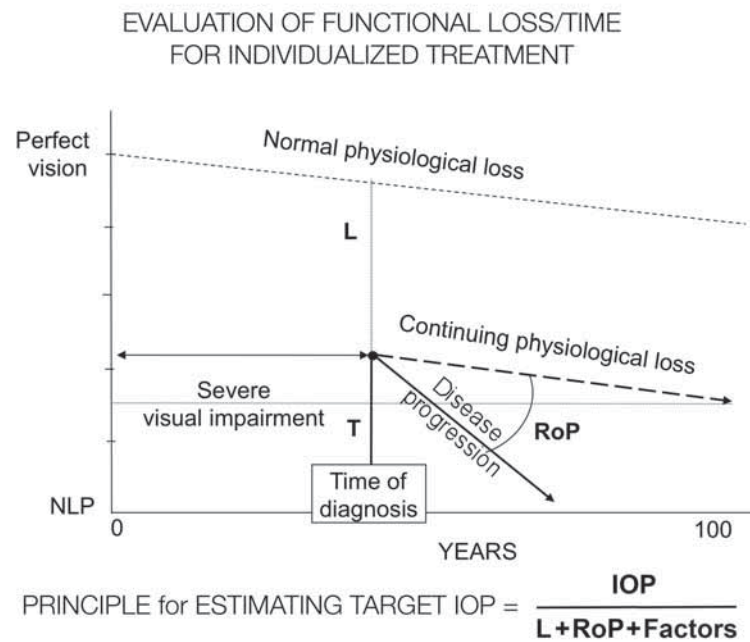 EVALUATION OF FUNCTIONAL LOSS/TIME
FOR INDIVIDUALIZED TREATMENT
Perfect
vision
Normal physiological loss
L
Continuing physiological loss
Severe
visual impairment
T
Disease
progression
RoP
Time of
diagnosis
NLP
0
100
YEARS
PRINCIPLE for ESTIMATING TARGET IOP = IOP
L+RoP+Factors